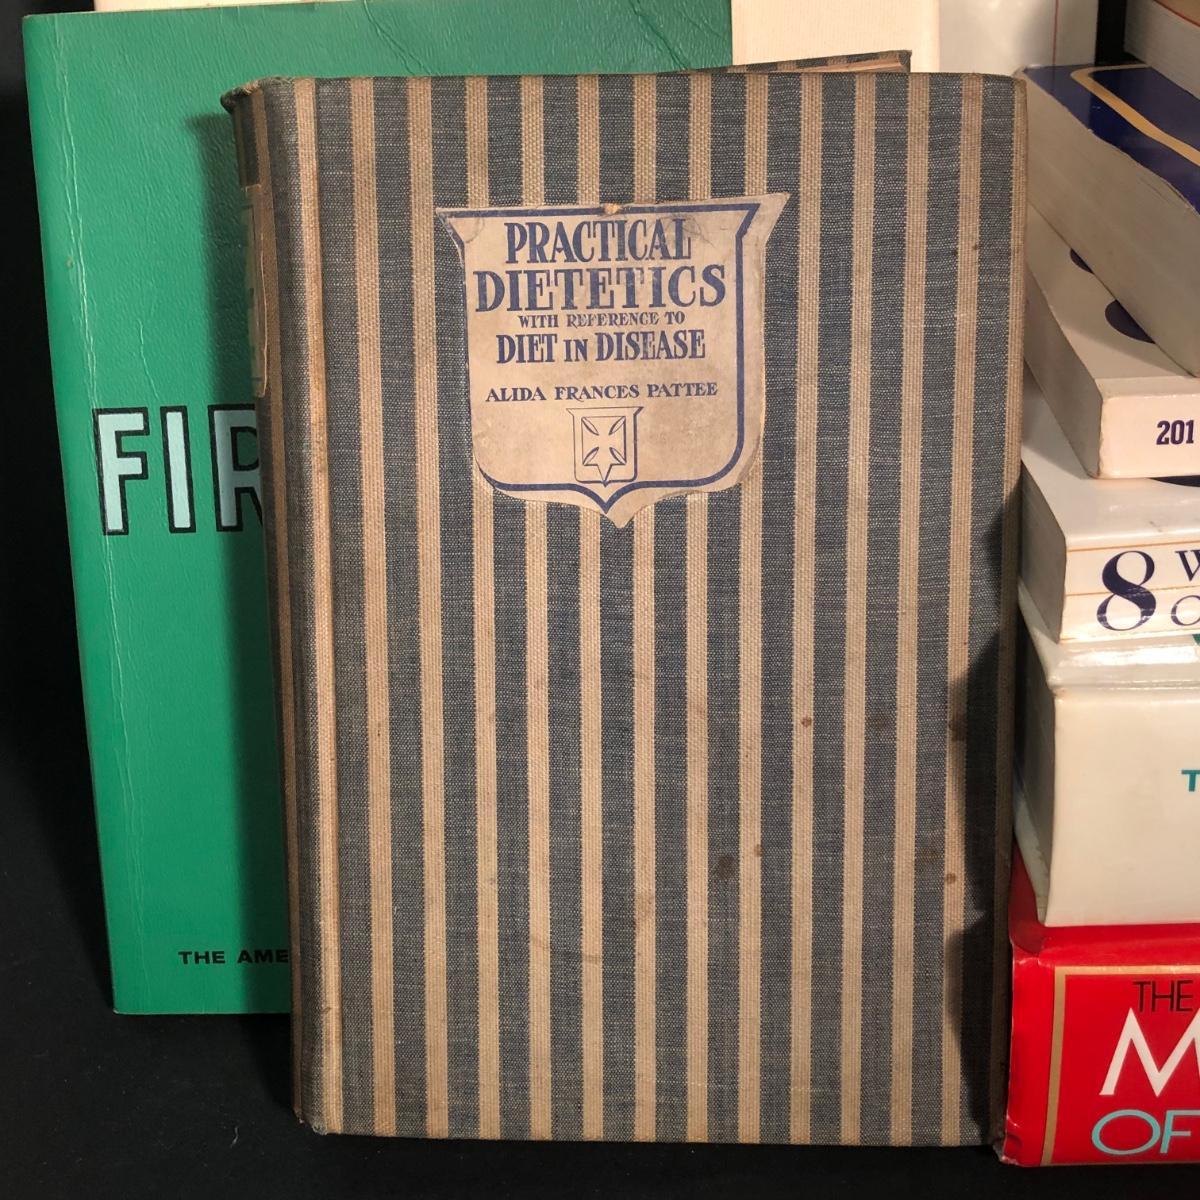 PRACTICAL
DIETETICS
WITH REFERENCE TO
DIET IN DISEASE
ALIDA FRANCES PATTEE
FIR
THE AME
201
8 W
O
T
THE
M
OF